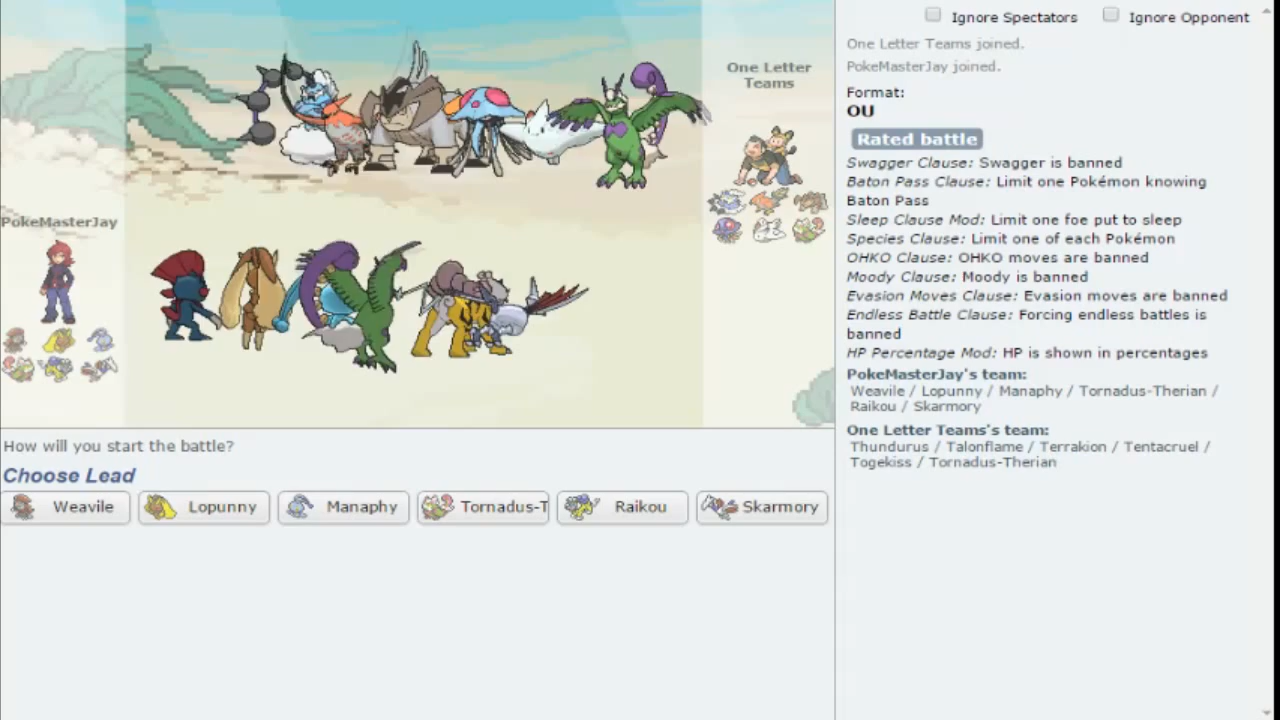 Ignore Spectators Ignore Opponent
One Letter Teams joined.
PokeMasterJay joined.
Format:
OU
Rated battle
Swagger Clause: Swagger is banned
Baton Pass Clause: Limit one Pokémon knowing
Baton Pass
Sleep Clause Mod: Limit one foe put to sleep
Species Clause: Limit one of each Pokémon
OHKO Clause: OHKO moves are banned
Moody Clause: Moody is banned
Evasion Moves Clause: Evasion moves are banned
Endless Battle Clause: Forcing endless battles is
banned
HP Percentage Mod: HP is shown in percentages
PokeMasterJay's team:
Weavile / Lopunny / Manaphy / Tornadus-Therian /
Raikou / Skarmory
One Letter Teams's team:
Thundurus / Talonflame / Terrakion / Tentacruel /
Togekiss / Tornadus-Therian
One Letter
Teams
PokeMasterJay
How will you start the battle?
Choose Lead
Weavile Lopunny Manaphy Tornadus-T Raikou Skarmory